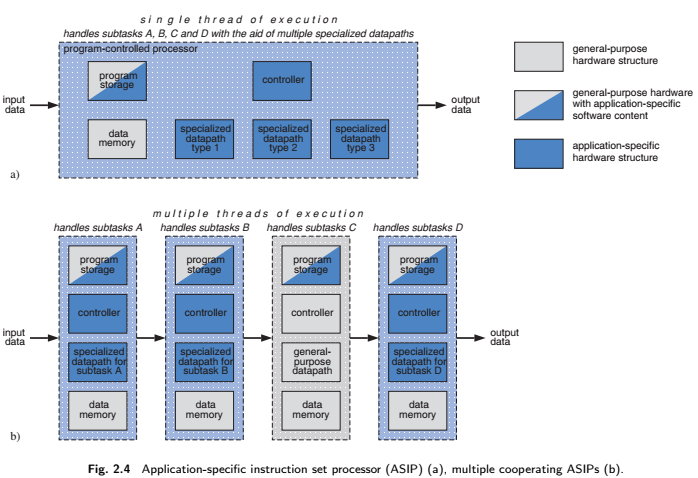 single thread of execution
handles subtasks A, B, C and D with the aid of multiple specialized datapaths
program-controlled processor
program
storage
controller
input
data
output
data
data
memory
specialized
datapath
type 1
specialized
datapath
type 2
specialized
datapath
type 3
a)
general-purpose
hardware structure
general-purpose hardware
with application-specific
software content
application-specific
hardware structure
multiple threads of execution
handles subtasks A
handles subtasks B
handles subtasks C
handles subtasks D
program
storage
program
storage
program
storage
program
storage
input
data
controller
controller
controller
controller
output
data
specialized
datapath for
subtask A
specialized
datapath for
subtask B
general-
purpose
datapath
specialized
datapath for
subtask D
data
memory
data
memory
data
memory
data
memory
b)
Fig. 2.4 Application-specific instruction set processor (ASIP) (a), multiple cooperating ASIPs (b).